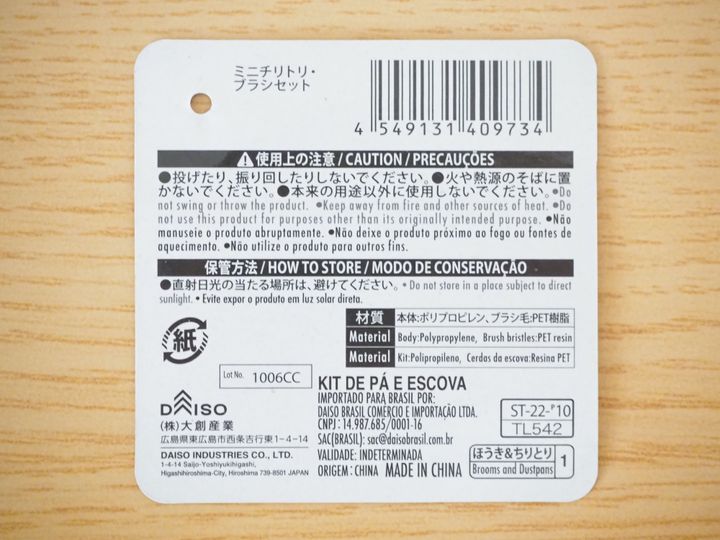 ミニチリトリ・
ブラシセット
4 549131 409734
使用上の注意 / CAUTION / PRECAUÇÕES
●投げたり、振り回したりしないでください。●火や熱源のそばに置
かないでください。●本来の用途以外に使用しないでください。●Do
not swing or throw the product. ●Keep away from fire and other sources of heat. ●Do
not use this product for purposes other than its originally intended purpose. ●Não
manuseie o produto abruptamente. ●Não deixe o produto próximo ao fogo ou fontes de
aquecimento. ●Não utilize o produto para outros fins.
保管方法 / HOW TO STORE / MODO DE CONSERVAÇÃO
●直射日光の当たる場所は、避けてください。• Do not store in a place subject to direct
sunlight. • Evite expor o produto em luz solar direta.
材質 本体:ポリプロピレン、ブラシ毛:PET樹脂
Material Body:Polypropylene, Brush bristles:PET resin
Material Kit:Polipropileno, Cerdas da escova:Resina PET
紙
Lot No. 1006CC
DAISO
(株)大創産業
広島県東広島市西条吉行東1-4-14
DAISO INDUSTRIES CO., LTD.
1-4-14 Saijo-Yoshiyukihigashi,
Higashihiroshima-City, Hiroshima 739-8501 JAPAN
KIT DE PÁ E ESCOVA
IMPORTADO PARA BRASIL POR:
DAISO BRASIL COMÉRCIO E IMPORTAÇÃO LTDA.
CNPJ : 14.987.685/0001-16
SAC(BRASIL): sac@daisobrasil.com.br
VALIDADE: INDETERMINADA
ORIGEM: CHINA MADE IN CHINA
ST-22-P10
TL542
ほうき&ちりとり
Brooms and Dustpans
1